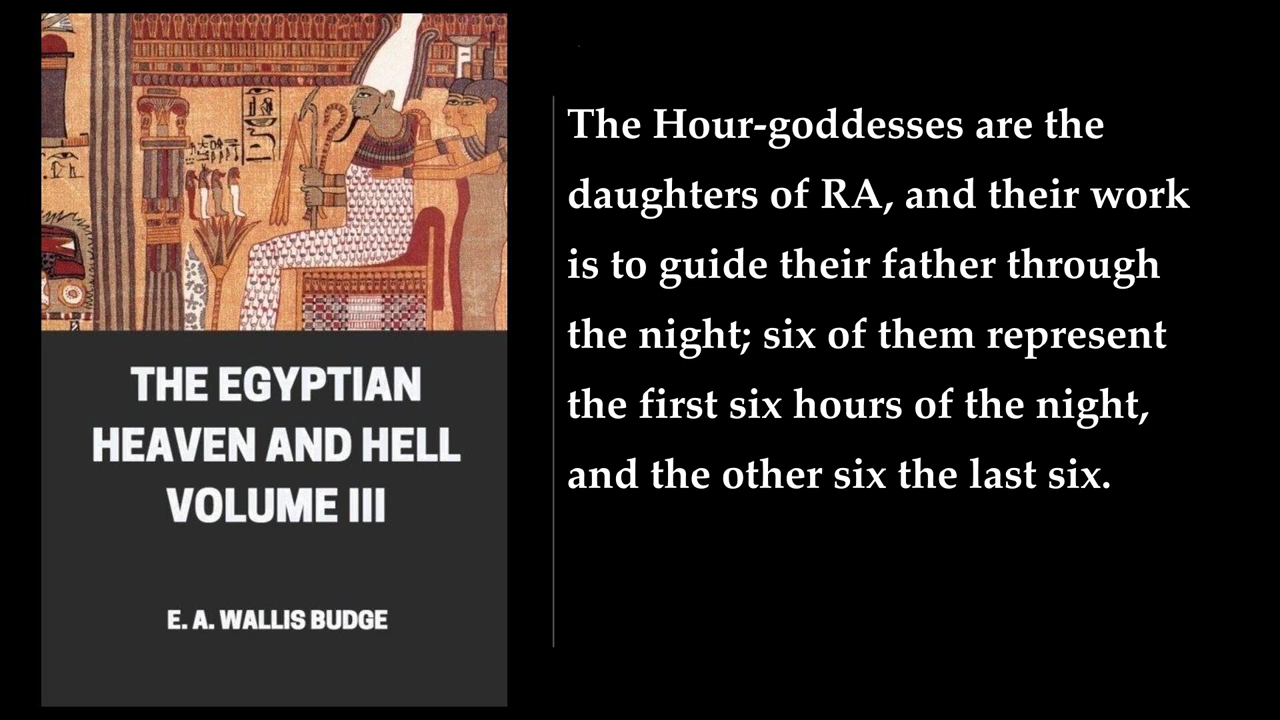 THE EGYPTIAN
HEAVEN AND HELL
VOLUME III
E. A. WALLIS BUDGE
The Hour-goddesses are the
daughters of RA, and their work
is to guide their father through
the night; six of them represent
the first six hours of the night,
and the other six the last six.